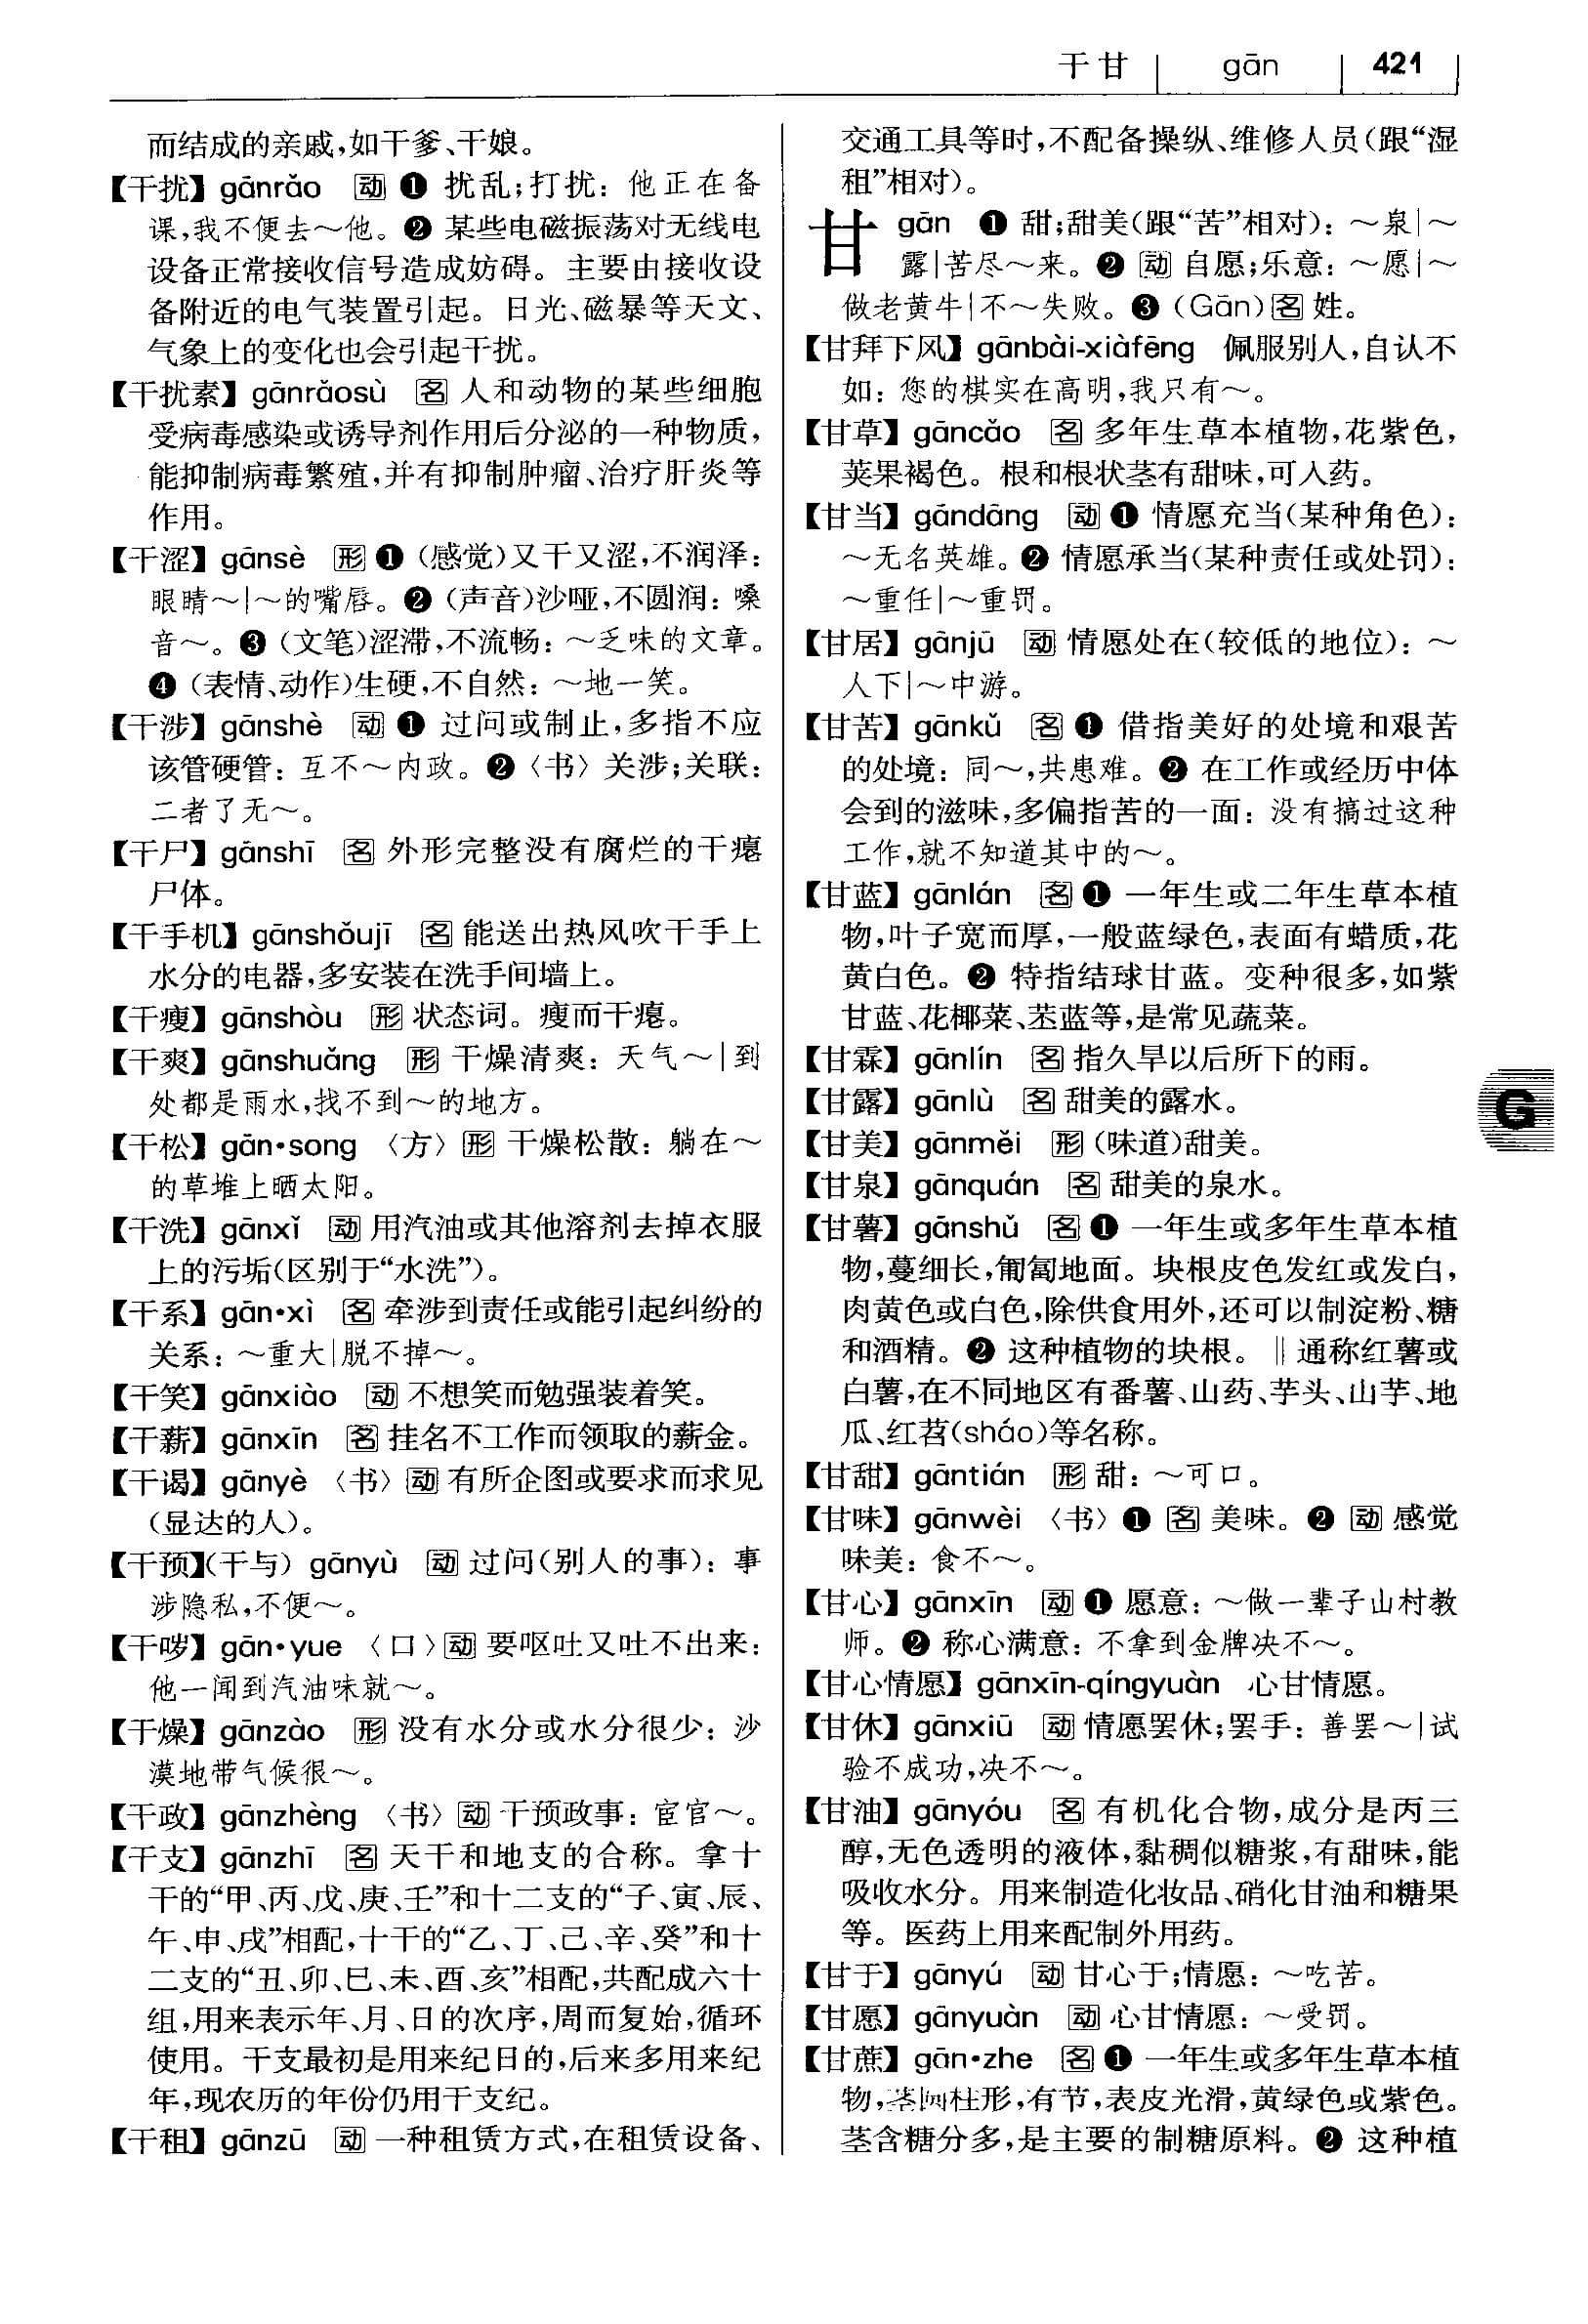 干甘 gān 421
而结成的亲戚,如干爹、干娘。
【干扰】gānrǎo 动 ❶ 扰乱;打扰:他正在备
课,我不便去~他。❷ 某些电磁振荡对无线电
设备正常接收信号造成妨碍。主要由接收设
备附近的电气装置引起。日光、磁暴等天文、
气象上的变化也会引起干扰。
【干扰素】gānrǎosù 名 人和动物的某些细胞
受病毒感染或诱导剂作用后分泌的一种物质,
能抑制病毒繁殖,并有抑制肿瘤、治疗肝炎等
作用。
【干涩】gānsè 形 ❶ (感觉)又干又涩,不润泽:
眼睛~|~的嘴唇。❷ (声音)沙哑,不圆润:嗓
音~。❸ (文笔)涩滞,不流畅:~乏味的文章。
❹ (表情、动作)生硬,不自然:~地一笑。
【干涉】gānshè 动 ❶ 过问或制止,多指不应
该管硬管:互不~内政。❷〈书〉关涉;关联:
二者了无~。
【干尸】gānshī 名 外形完整没有腐烂的干瘪
尸体。
【干手机】gānshǒujī 名 能送出热风吹干手上
水分的电器,多安装在洗手间墙上。
【干瘦】gānshòu 形 状态词。瘦而干瘪。
【干爽】gānshuǎng 形 干燥清爽:天气~|到
处都是雨水,找不到~的地方。
【干松】gān•song 〈方〉形 干燥松散:躺在~
的草堆上晒太阳。
【干洗】gānxǐ 动 用汽油或其他溶剂去掉衣服
上的污垢(区别于“水洗”)。
【干系】gān•xì 名 牵涉到责任或能引起纠纷的
关系:~重大|脱不掉~。
【干笑】gānxiào 动 不想笑而勉强装着笑。
【干薪】gānxīn 名 挂名不工作而领取的薪金。
【干谒】gānyè 〈书〉动 有所企图或要求而求见
(显达的人)。
【干预】(干与) gānyù 动 过问(别人的事):事
涉隐私,不便~。
【干哕】gān•yue 〈口〉动 要呕吐又吐不出来:
他一闻到汽油味就~。
【干燥】gānzào 形 没有水分或水分很少:沙
漠地带气候很~。
【干政】gānzhèng 〈书〉动 干预政事:宦官~。
【干支】gānzhī 名 天干和地支的合称。拿十
干的“甲、丙、戊、庚、壬”和十二支的“子、寅、辰、
午、申、戌”相配,十干的“乙、丁、己、辛、癸”和十
二支的“丑、卯、巳、未、酉、亥”相配,共配成六十
组,用来表示年、月、日的次序,周而复始,循环
使用。干支最初是用来纪日的,后来多用来纪
年,现农历的年份仍用干支纪。
【干租】gānzū 动 一种租赁方式,在租赁设备、
交通工具等时,不配备操纵、维修人员(跟“湿
租”相对)。
甘 gān ❶ 甜;甜美(跟“苦”相对):~泉|~
露|苦尽~来。❷ 动 自愿;乐意:~愿|~
做老黄牛|不~失败。❸ (Gān)名 姓。
【甘拜下风】gānbài-xiàfēng 佩服别人,自认不
如:您的棋实在高明,我只有~。
【甘草】gāncǎo 名 多年生草本植物,花紫色,
荚果褐色。根和根状茎有甜味,可入药。
【甘当】gāndāng 动 ❶ 情愿充当(某种角色):
~无名英雄。❷ 情愿承当(某种责任或处罚):
~重任|~重罚。
【甘居】gānjū 动 情愿处在(较低的地位):~
人下|~中游。
【甘苦】gānkǔ 名 ❶ 借指美好的处境和艰苦
的处境:同~,共患难。❷ 在工作或经历中体
会到的滋味,多偏指苦的一面:没有搞过这种
工作,就不知道其中的~。
【甘蓝】gānlán 名 ❶ 一年生或二年生草本植
物,叶子宽而厚,一般蓝绿色,表面有蜡质,花
黄白色。❷ 特指结球甘蓝。变种很多,如紫
甘蓝、花椰菜、苤蓝等,是常见蔬菜。
【甘霖】gānlín 名 指久旱以后所下的雨。
【甘露】gānlù 名 甜美的露水。
【甘美】gānměi 形 (味道)甜美。
【甘泉】gānquán 名 甜美的泉水。
【甘薯】gānshǔ 名 ❶ 一年生或多年生草本植
物,蔓细长,匍匐地面。块根皮色发红或发白,
肉黄色或白色,除供食用外,还可以制淀粉、糖
和酒精。❷ 这种植物的块根。‖通称红薯或
白薯,在不同地区有番薯、山药、芋头、山芋、地
瓜、红苕(sháo)等名称。
【甘甜】gāntián 形 甜:~可口。
【甘味】gānwèi 〈书〉❶ 名 美味。❷ 动 感觉
味美:食不~。
【甘心】gānxīn 动 ❶ 愿意:~做一辈子山村教
师。❷ 称心满意:不拿到金牌决不~。
【甘心情愿】gānxīn-qíngyuàn 心甘情愿。
【甘休】gānxiū 动 情愿罢休;罢手:善罢~|试
验不成功,决不~。
【甘油】gānyóu 名 有机化合物,成分是丙三
醇,无色透明的液体,黏稠似糖浆,有甜味,能
吸收水分。用来制造化妆品、硝化甘油和糖果
等。医药上用来配制外用药。
【甘于】gānyú 动 甘心于;情愿:~吃苦。
【甘愿】gānyuàn 动 心甘情愿:~受罚。
【甘蔗】gān•zhe 名 ❶ 一年生或多年生草本植
物,茎圆柱形,有节,表皮光滑,黄绿色或紫色。
茎含糖分多,是主要的制糖原料。❷ 这种植
G